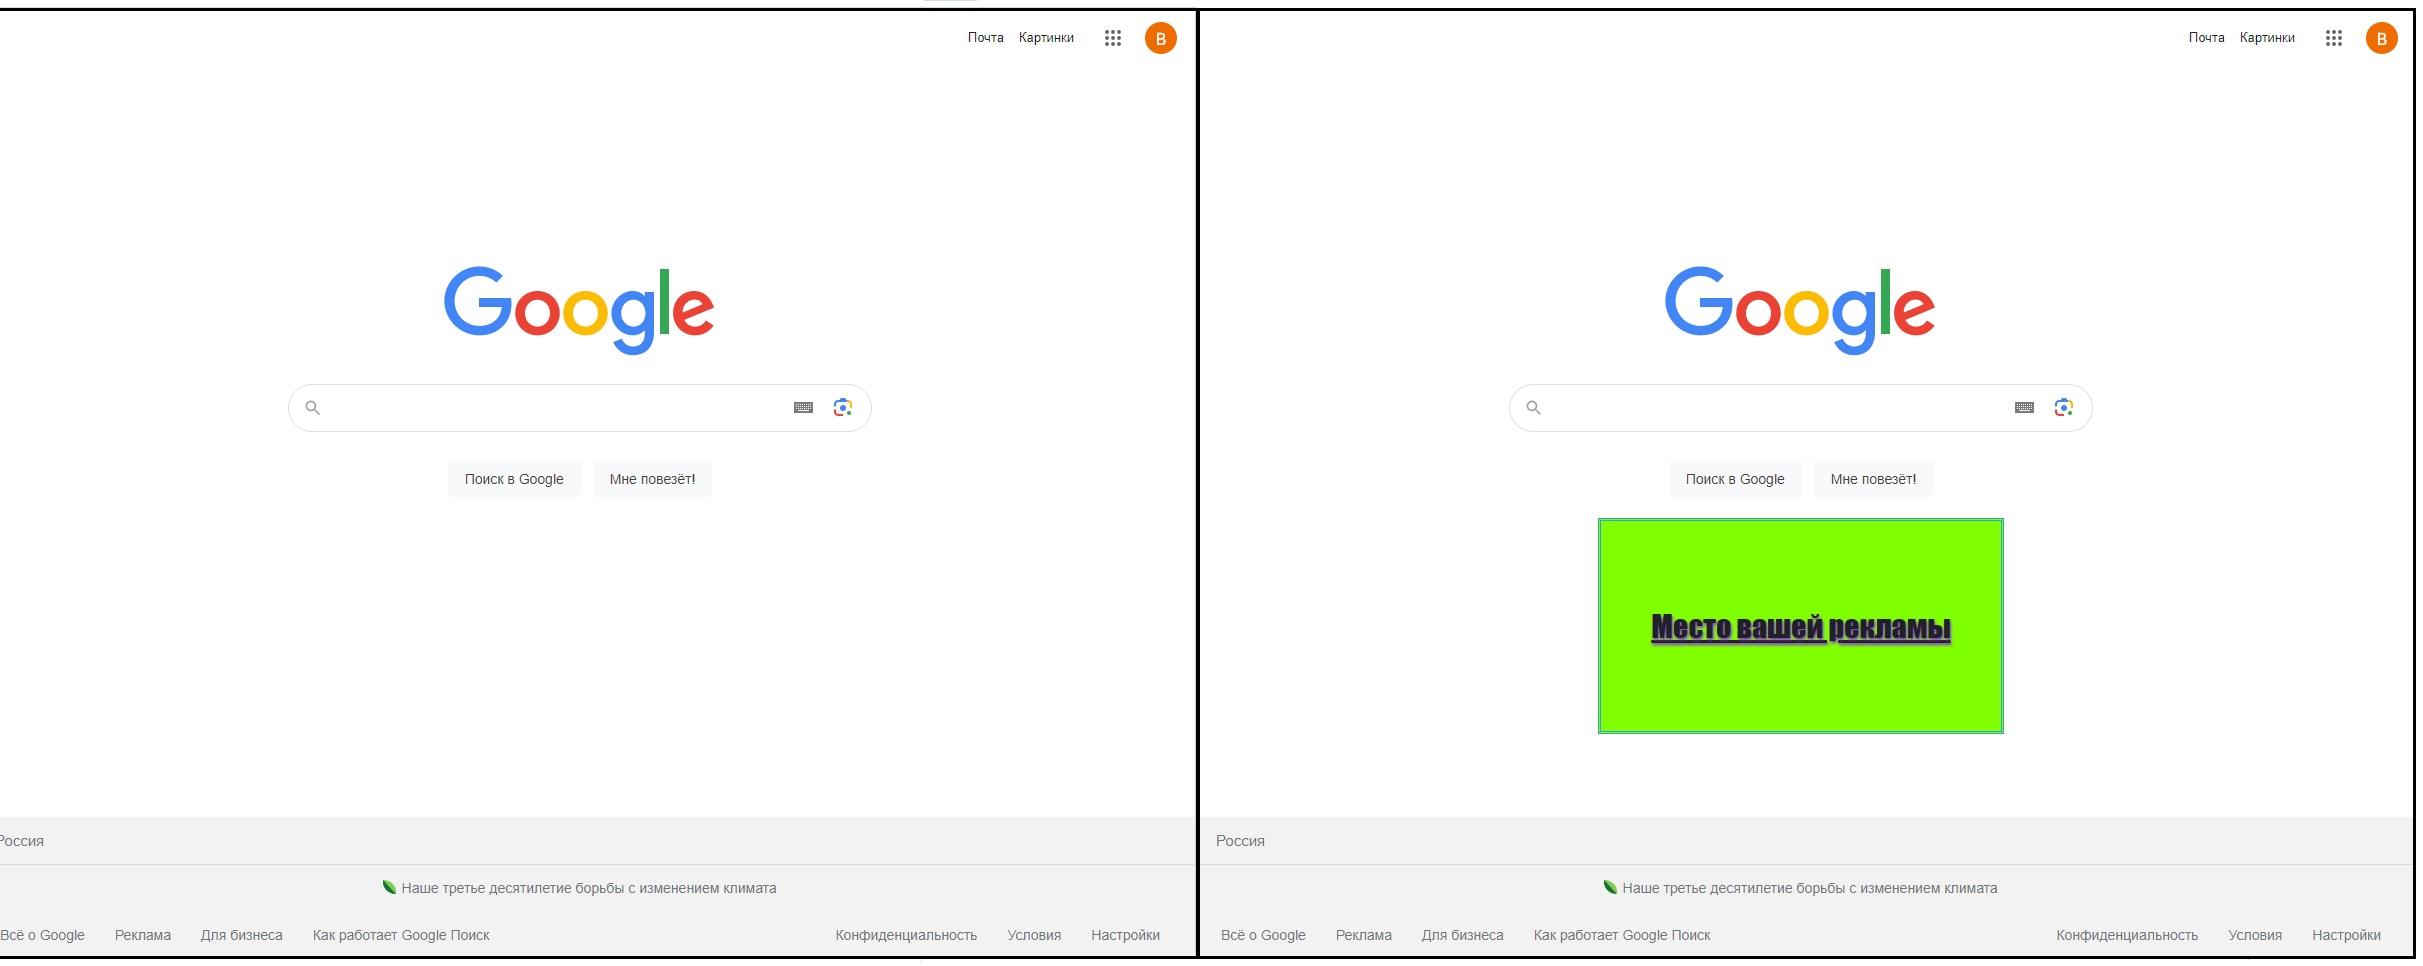 Почта Картинки B
Google
Поиск в Google Мне повезёт!
Россия
Наше третье десятилетие борьбы с изменением климата
Всё о Google Реклама Для бизнеса Как работает Google Поиск Конфиденциальность Условия Настройки
Почта Картинки B
Google
Поиск в Google Мне повезёт!
Место вашей рекламы
Россия
Наше третье десятилетие борьбы с изменением климата
Всё о Google Реклама Для бизнеса Как работает Google Поиск Конфиденциальность Условия Настройки